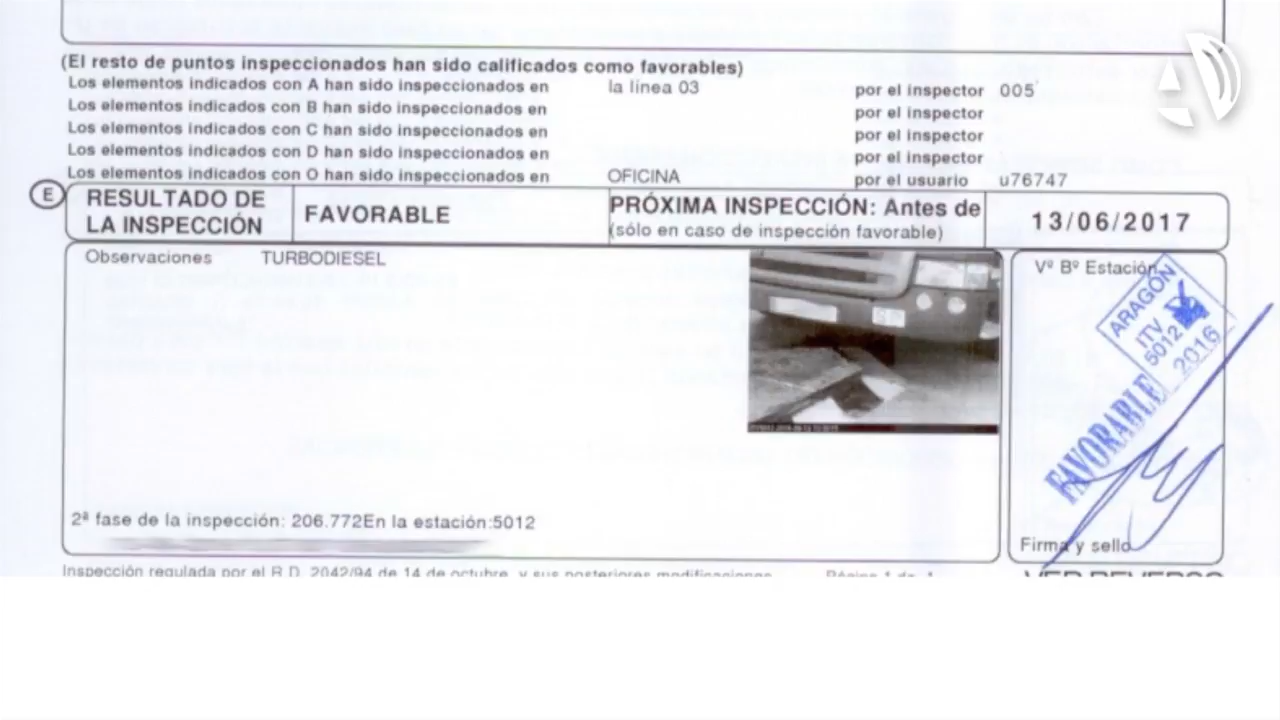 (El resto de puntos inspeccionados han sido calificados como favorables)
Los elementos indicados con A han sido inspeccionados en la línea 03 por el inspector 005
Los elementos indicados con B han sido inspeccionados en por el inspector
Los elementos indicados con C han sido inspeccionados en por el inspector
Los elementos indicados con D han sido inspeccionados en por el inspector
Los elementos indicados con O han sido inspeccionados en OFICINA por el usuario u76747
E RESULTADO DE
LA INSPECCIÓN
FAVORABLE
PRÓXIMA INSPECCIÓN: Antes de
(sólo en caso de inspección favorable)
13/06/2017
Observaciones TURBODIESEL
Vº Bº Estación
ARAGÓN
ITV
5012
2016
FAVORABLE
2ª fase de la inspección: 206.772En la estación:5012
Firma y sello
Inspección regulada por el R.D. 2042/94 de 14 de octubre, y sus posteriores modificaciones Página 1 de 1
VER REVERSO